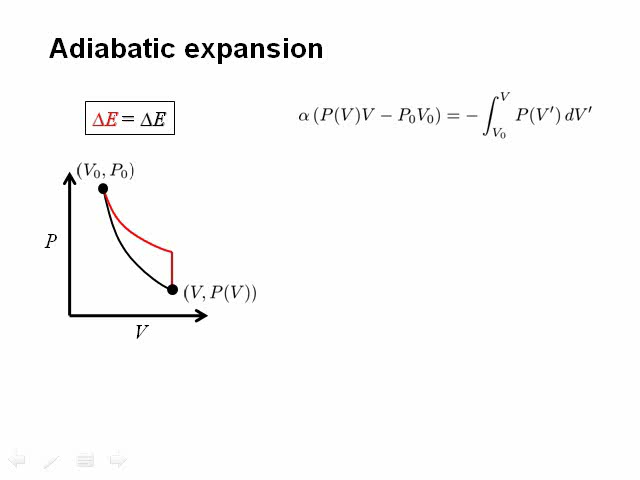 Adiabatic expansion
ΔE = ΔE
α (P(V)V − P₀V₀) = − ∫_{V₀}^{V} P(V′) dV′
(V₀, P₀)
P
(V, P(V))
V